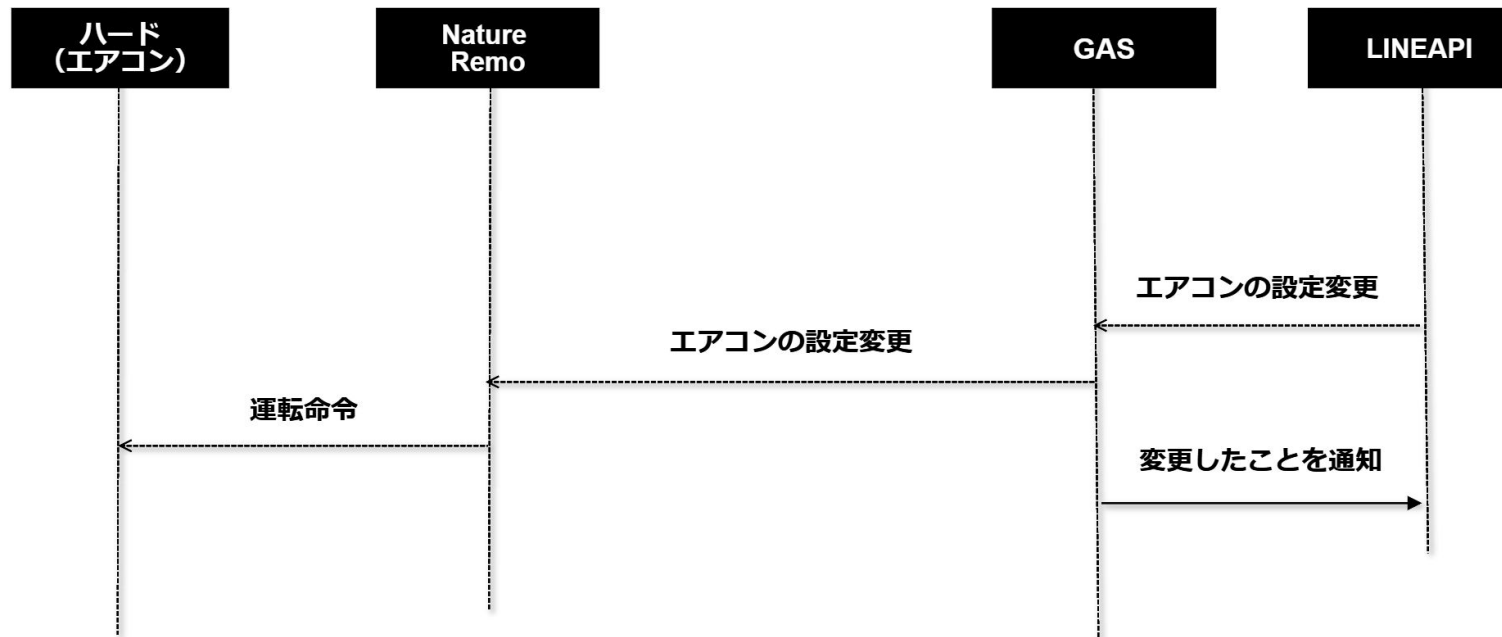 ハード
（エアコン）
Nature
Remo
GAS
LINEAPI
エアコンの設定変更
エアコンの設定変更
運転命令
変更したことを通知